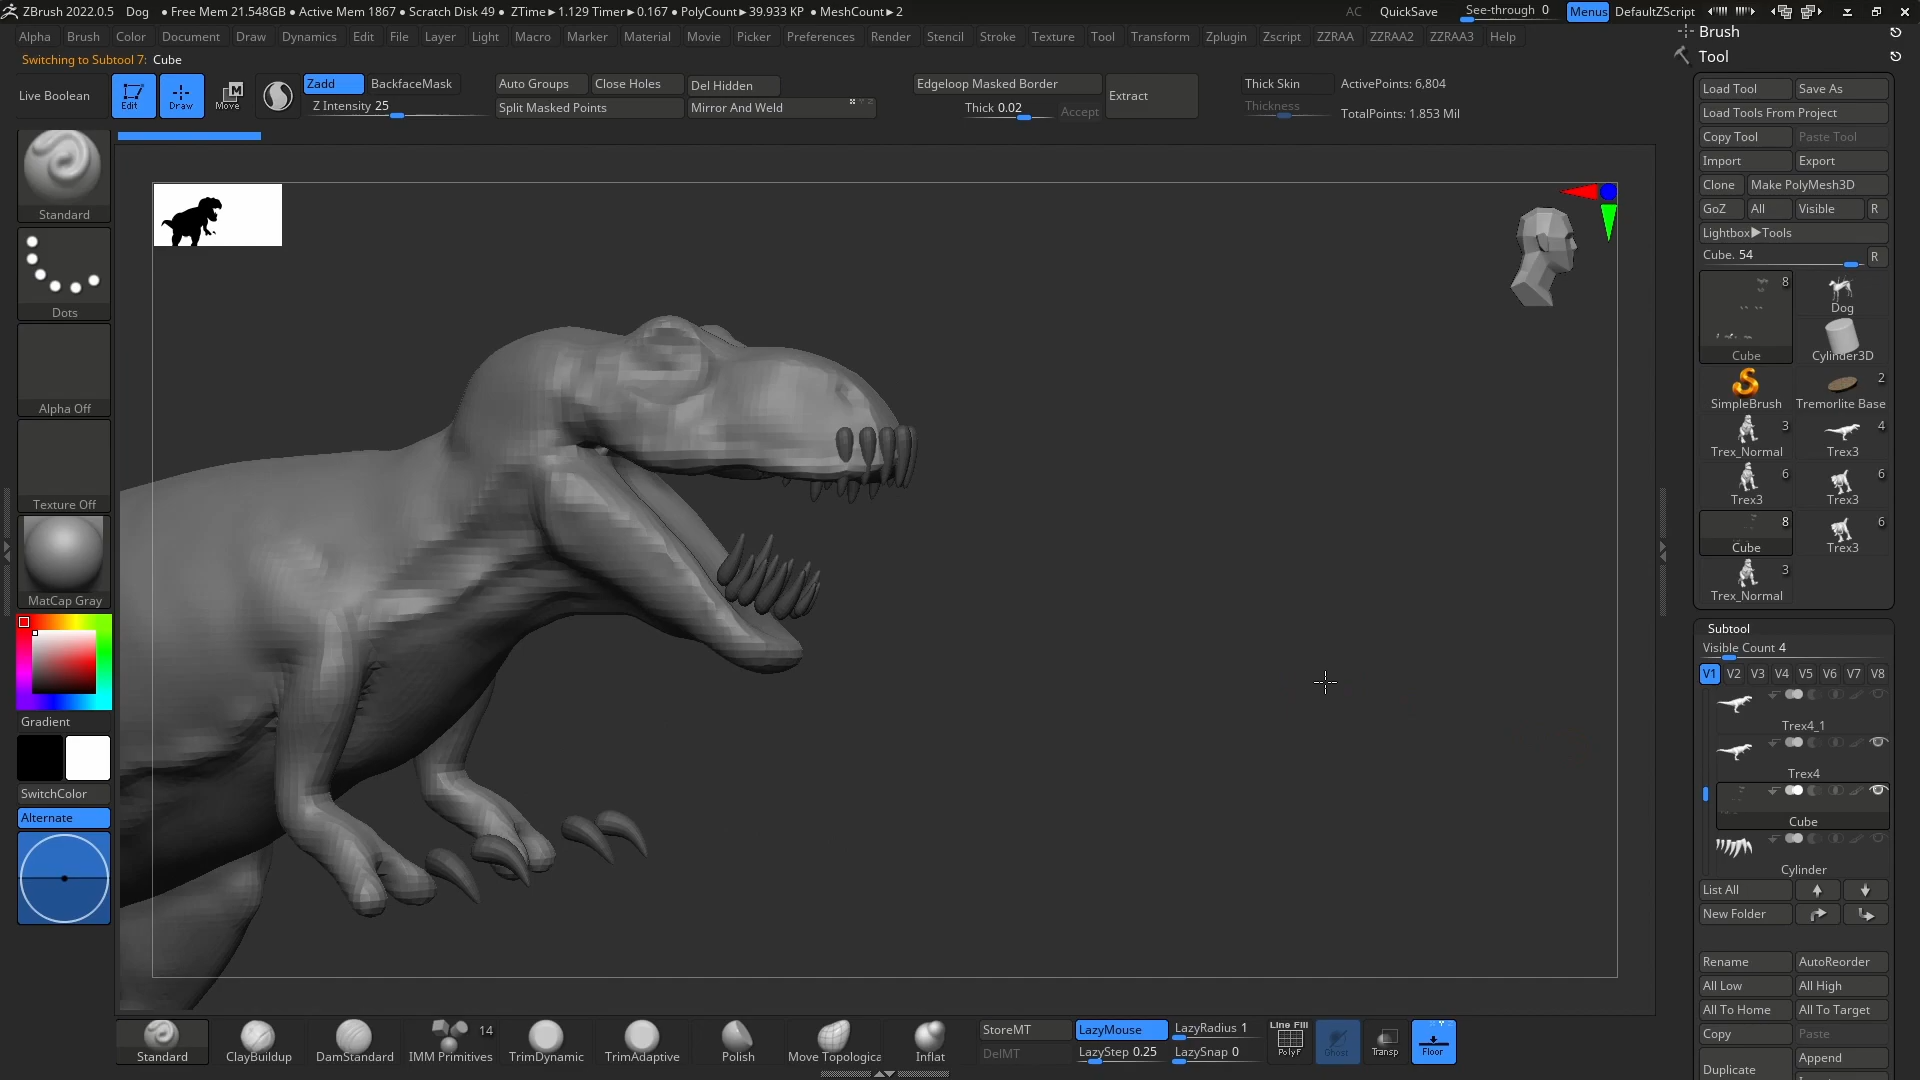 ZBrush 2022.0.5 Dog ● Free Mem 21.548GB ● Active Mem 1867 ● Scratch Disk 49 ● ZTime►1.129 Timer►0.167 ● PolyCount►39.933 KP ● MeshCount►2 AC QuickSave See-through 0 Menus DefaultZScript
Alpha Brush Color Document Draw Dynamics Edit File Layer Light Macro Marker Material Movie Picker Preferences Render Stencil Stroke Texture Tool Transform Zplugin Zscript ZZRAA ZZRAA2 ZZRAA3 Help
Brush
Switching to Subtool 7: Cube
Tool
Live Boolean
Edit
Draw
Move
M
Zadd BackfaceMask
Z Intensity 25
Auto Groups Close Holes Del Hidden
Split Masked Points Mirror And Weld
Edgeloop Masked Border
Thick 0.02 Accept
Extract
Thick Skin
Thickness
ActivePoints: 6,804
TotalPoints: 1.853 Mil
Standard
Dots
Alpha Off
Texture Off
MatCap Gray
Gradient
SwitchColor
Alternate
Load Tool Save As
Load Tools From Project
Copy Tool Paste Tool
Import Export
Clone Make PolyMesh3D
GoZ All Visible R
Lightbox►Tools
Cube. 54 R
8
Cube
Dog
Cylinder3D
SimpleBrush
2
Tremorlite Base
3
Trex_Normal
4
Trex3
6
Trex3
6
Trex3
8
Cube
6
Trex3
3
Trex_Normal
Subtool
Visible Count 4
V1 V2 V3 V4 V5 V6 V7 V8
Trex4_1
Trex4
Cube
Cylinder
List All
New Folder
Rename AutoReorder
All Low All High
All To Home All To Target
Copy Paste
Duplicate
Append
Standard
ClayBuildup
DamStandard
14
IMM Primitives
TrimDynamic
TrimAdaptive
Polish
Move Topologica
Inflat
StoreMT
DelMT
LazyMouse LazyRadius 1
LazyStep 0.25 LazySnap 0
Line Fill
PolyF
Ghost
Transp
Floor